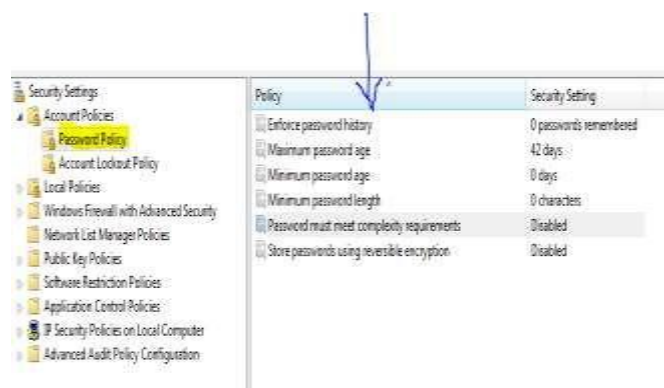 Security Settings
Account Policies
Password Policy
Account Lockout Policy
Local Policies
Windows Firewall with Advanced Security
Network List Manager Policies
Public Key Policies
Software Restriction Policies
Application Control Policies
IP Security Policies on Local Computer
Advanced Audit Policy Configuration
Policy Security Setting
Enforce password history 0 passwords remembered
Maximum password age 42 days
Minimum password age 0 days
Minimum password length 0 characters
Password must meet complexity requirements Disabled
Store passwords using reversible encryption Disabled